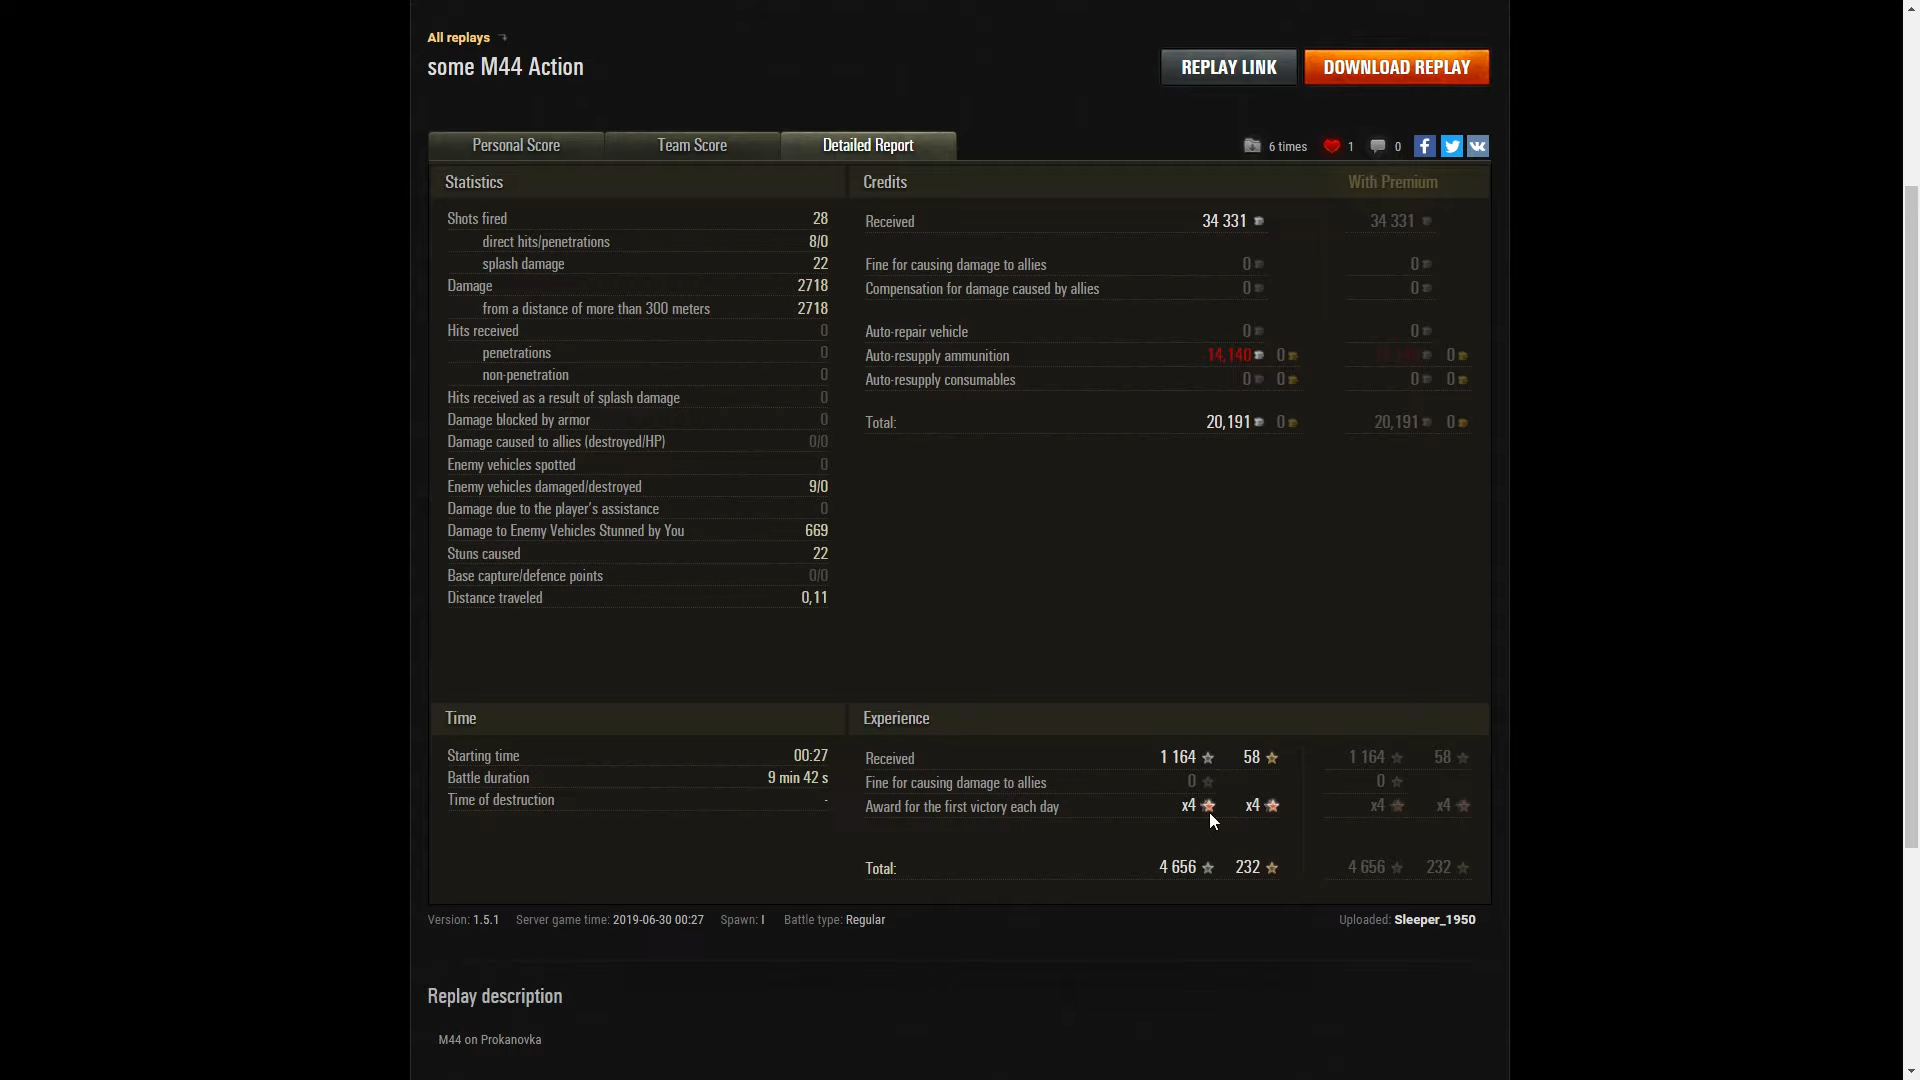 All replays
some M44 Action
REPLAY LINK
DOWNLOAD REPLAY
Personal Score
Team Score
Detailed Report
6 times
1
0
Statistics
Shots fired 28
direct hits/penetrations 8/0
splash damage 22
Damage 2718
from a distance of more than 300 meters 2718
Hits received 0
penetrations 0
non-penetration 0
Hits received as a result of splash damage 0
Damage blocked by armor 0
Damage caused to allies (destroyed/HP) 0/0
Enemy vehicles spotted 0
Enemy vehicles damaged/destroyed 9/0
Damage due to the player's assistance 0
Damage to Enemy Vehicles Stunned by You 669
Stuns caused 22
Base capture/defence points 0/0
Distance traveled 0,11
Credits With Premium
Received 34 331 34 331
Fine for causing damage to allies 0 0
Compensation for damage caused by allies 0 0
Auto-repair vehicle 0 0
Auto-resupply ammunition 14,140 0 0
Auto-resupply consumables 0 0 0 0
Total: 20,191 0 20,191 0
Time
Starting time 00:27
Battle duration 9 min 42 s
Time of destruction -
Experience
Received 1 164 58 1 164 58
Fine for causing damage to allies 0 0
Award for the first victory each day x4 x4 x4 x4
Total: 4 656 232 4 656 232
Version: 1.5.1 Server game time: 2019-06-30 00:27 Spawn: I Battle type: Regular Uploaded: Sleeper_1950
Replay description
M44 on Prokanovka